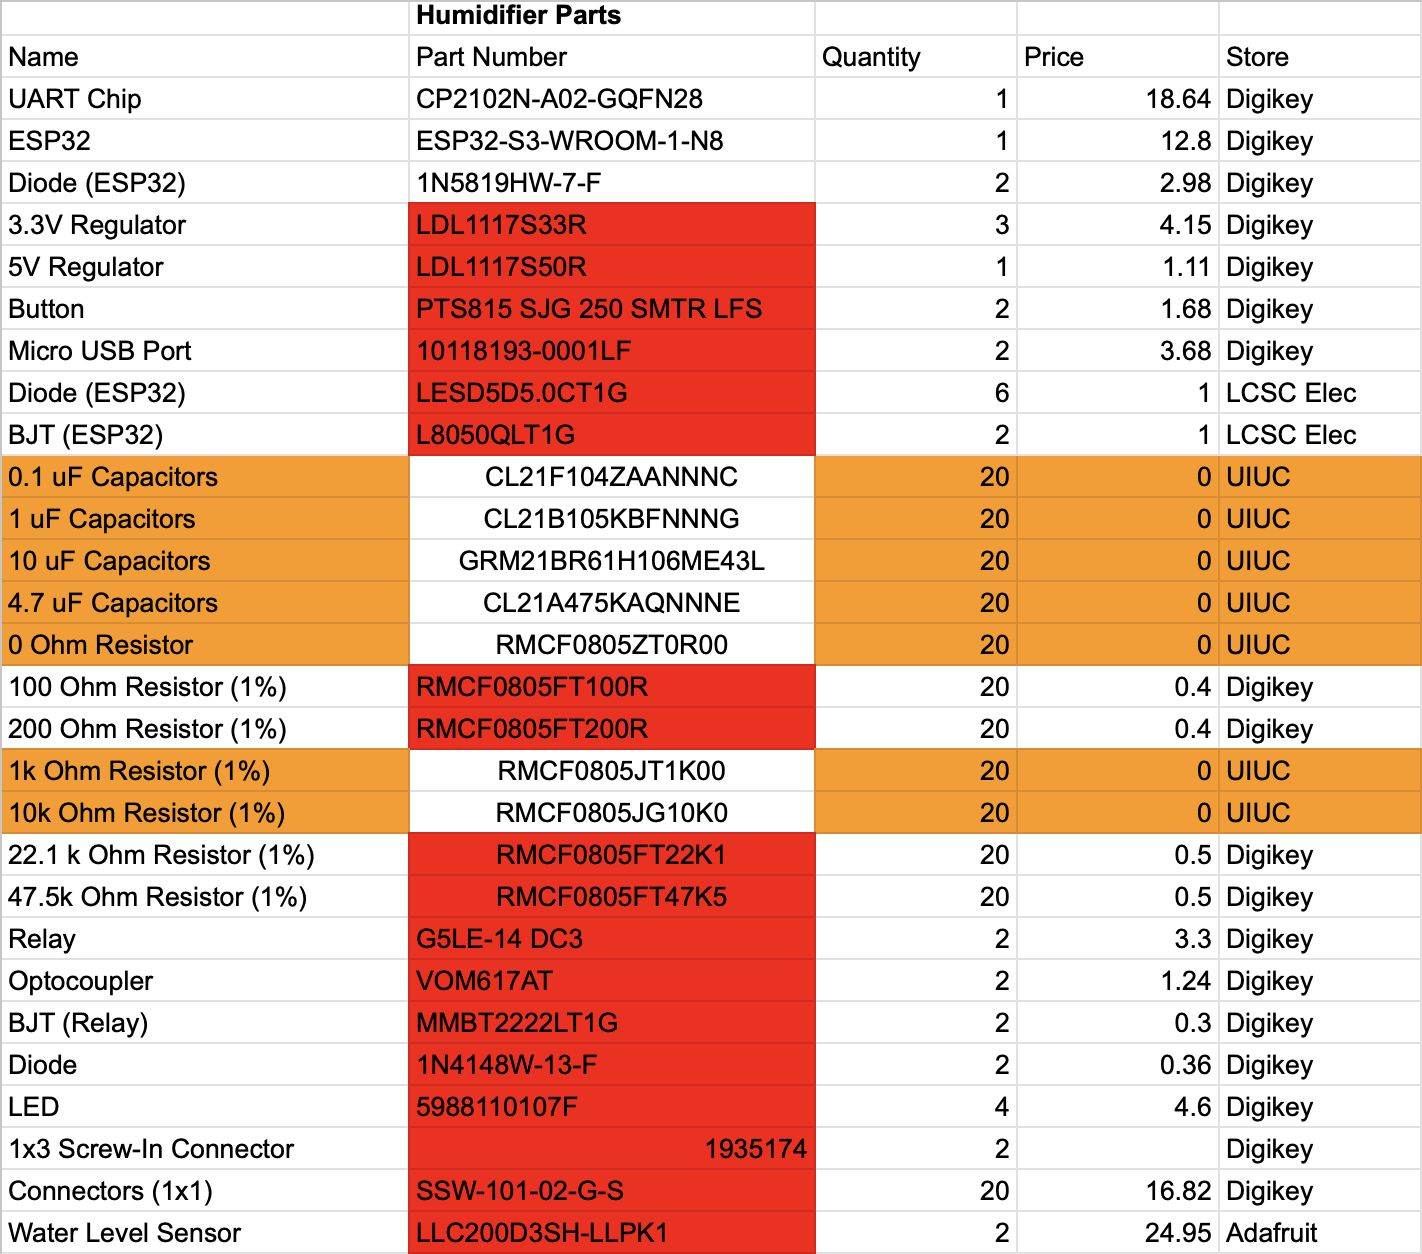 Humidifier Parts
Name Part Number Quantity Price Store
UART Chip CP2102N-A02-GQFN28 1 18.64 Digikey
ESP32 ESP32-S3-WROOM-1-N8 1 12.8 Digikey
Diode (ESP32) 1N5819HW-7-F 2 2.98 Digikey
3.3V Regulator LDL1117S33R 3 4.15 Digikey
5V Regulator LDL1117S50R 1 1.11 Digikey
Button PTS815 SJG 250 SMTR LFS 2 1.68 Digikey
Micro USB Port 10118193-0001LF 2 3.68 Digikey
Diode (ESP32) LESD5D5.0CT1G 6 1 LCSC Elec
BJT (ESP32) L8050QLT1G 2 1 LCSC Elec
0.1 uF Capacitors CL21F104ZAANNNC 20 0 UIUC
1 uF Capacitors CL21B105KBFNNNG 20 0 UIUC
10 uF Capacitors GRM21BR61H106ME43L 20 0 UIUC
4.7 uF Capacitors CL21A475KAQNNNE 20 0 UIUC
0 Ohm Resistor RMCF0805ZT0R00 20 0 UIUC
100 Ohm Resistor (1%) RMCF0805FT100R 20 0.4 Digikey
200 Ohm Resistor (1%) RMCF0805FT200R 20 0.4 Digikey
1k Ohm Resistor (1%) RMCF0805JT1K00 20 0 UIUC
10k Ohm Resistor (1%) RMCF0805JG10K0 20 0 UIUC
22.1 k Ohm Resistor (1%) RMCF0805FT22K1 20 0.5 Digikey
47.5k Ohm Resistor (1%) RMCF0805FT47K5 20 0.5 Digikey
Relay G5LE-14 DC3 2 3.3 Digikey
Optocoupler VOM617AT 2 1.24 Digikey
BJT (Relay) MMBT2222LT1G 2 0.3 Digikey
Diode 1N4148W-13-F 2 0.36 Digikey
LED 5988110107F 4 4.6 Digikey
1x3 Screw-In Connector 1935174 2 Digikey
Connectors (1x1) SSW-101-02-G-S 20 16.82 Digikey
Water Level Sensor LLC200D3SH-LLPK1 2 24.95 Adafruit